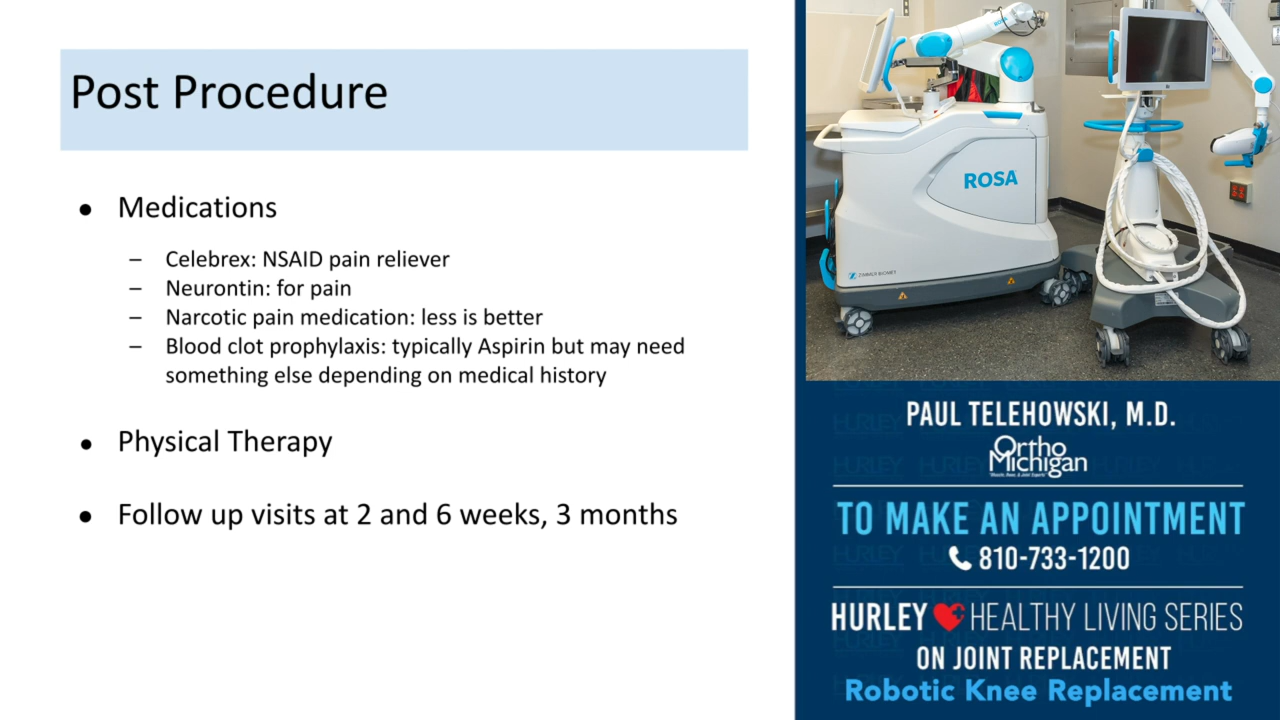 Post Procedure
● Medications
– Celebrex: NSAID pain reliever
– Neurontin: for pain
– Narcotic pain medication: less is better
– Blood clot prophylaxis: typically Aspirin but may need
something else depending on medical history
● Physical Therapy
● Follow up visits at 2 and 6 weeks, 3 months
ROSA
ROSA
ZIMMER BIOMET
PAUL TELEHOWSKI, M.D.
Ortho
Michigan
TO MAKE AN APPOINTMENT
810-733-1200
HURLEY HEALTHY LIVING SERIES
ON JOINT REPLACEMENT
Robotic Knee Replacement